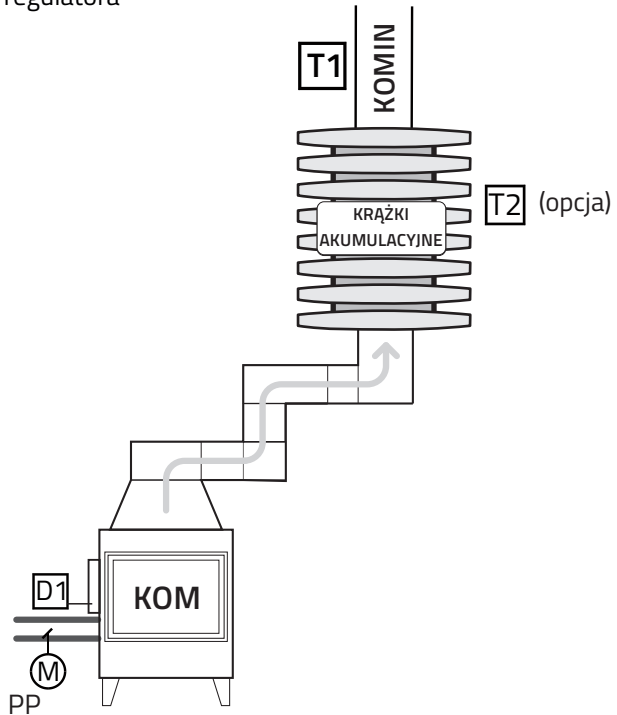 regulatora
T1
KOMIN
T2 (opcja)
KRĄŻKI
AKUMULACYJNE
D1
KOM
M
PP